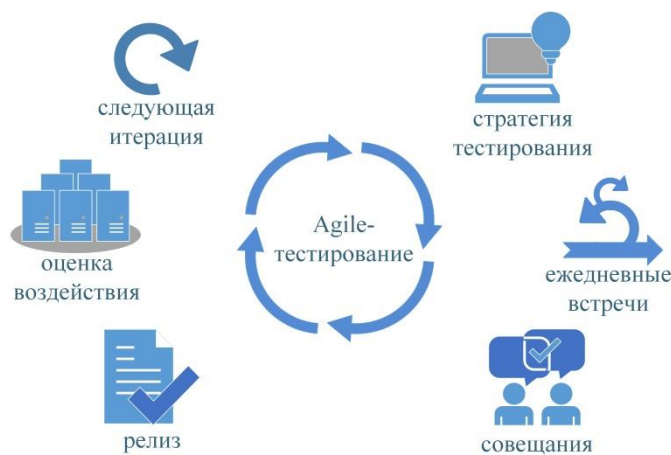 следующая
итерация
стратегия
тестирования
Agile-
тестирование
оценка
воздействия
ежедневные
встречи
релиз
совещания